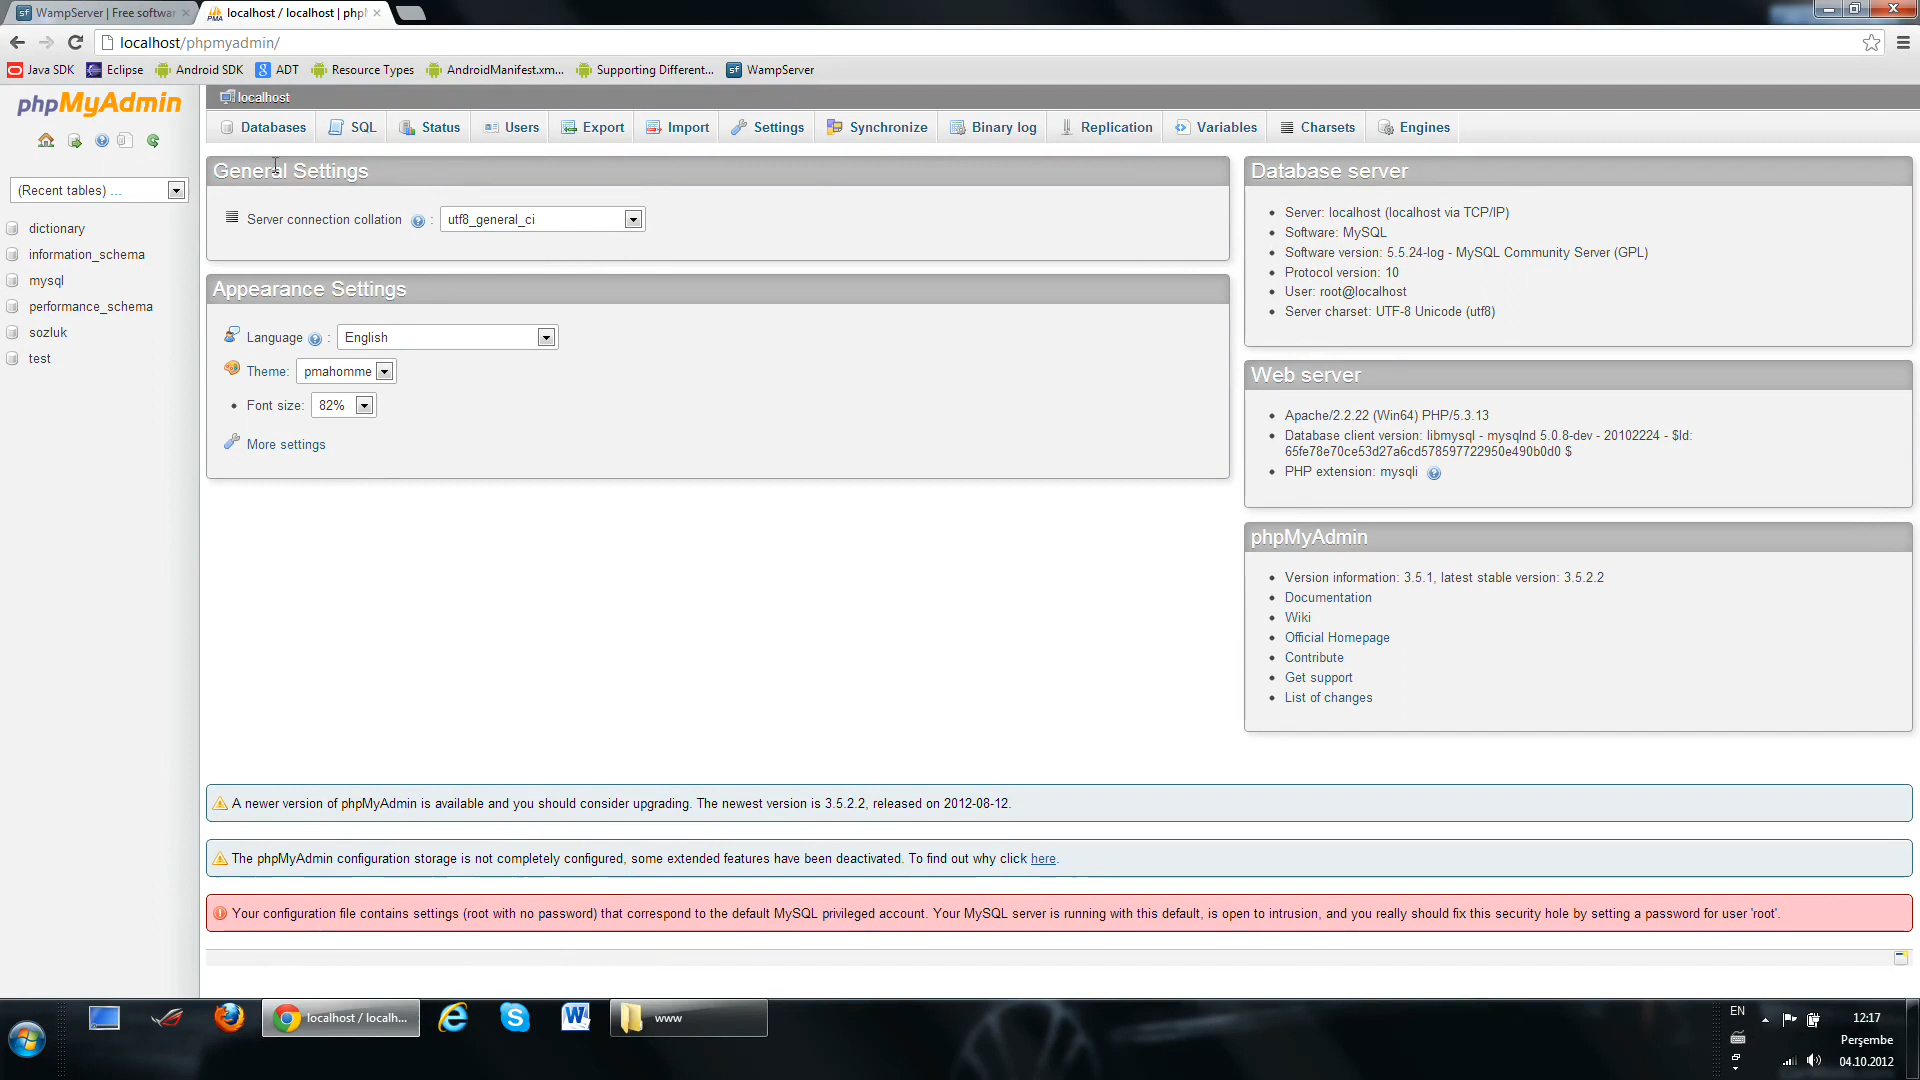 WampServer | Free softwar
localhost / localhost | php
localhost/phpmyadmin/
Java SDK Eclipse Android SDK ADT Resource Types AndroidManifest.xm... Supporting Different... WampServer
phpMyAdmin
(Recent tables) ...
dictionary
information_schema
mysql
performance_schema
sozluk
test
localhost
Databases SQL Status Users Export Import Settings Synchronize Binary log Replication Variables Charsets Engines
General Settings
Server connection collation : utf8_general_ci
Appearance Settings
Language : English
Theme: pmahomme
Font size: 82%
More settings
Database server
Server: localhost (localhost via TCP/IP)
Software: MySQL
Software version: 5.5.24-log - MySQL Community Server (GPL)
Protocol version: 10
User: root@localhost
Server charset: UTF-8 Unicode (utf8)
Web server
Apache/2.2.22 (Win64) PHP/5.3.13
Database client version: libmysql - mysqlnd 5.0.8-dev - 20102224 - $Id:
65fe78e70ce53d27a6cd578597722950e490b0d0 $
PHP extension: mysqli
phpMyAdmin
Version information: 3.5.1, latest stable version: 3.5.2.2
Documentation
Wiki
Official Homepage
Contribute
Get support
List of changes
A newer version of phpMyAdmin is available and you should consider upgrading. The newest version is 3.5.2.2, released on 2012-08-12.
The phpMyAdmin configuration storage is not completely configured, some extended features have been deactivated. To find out why click here.
Your configuration file contains settings (root with no password) that correspond to the default MySQL privileged account. Your MySQL server is running with this default, is open to intrusion, and you really should fix this security hole by setting a password for user 'root'.
localhost / localh...
www
EN
12:17
Perşembe
04.10.2012